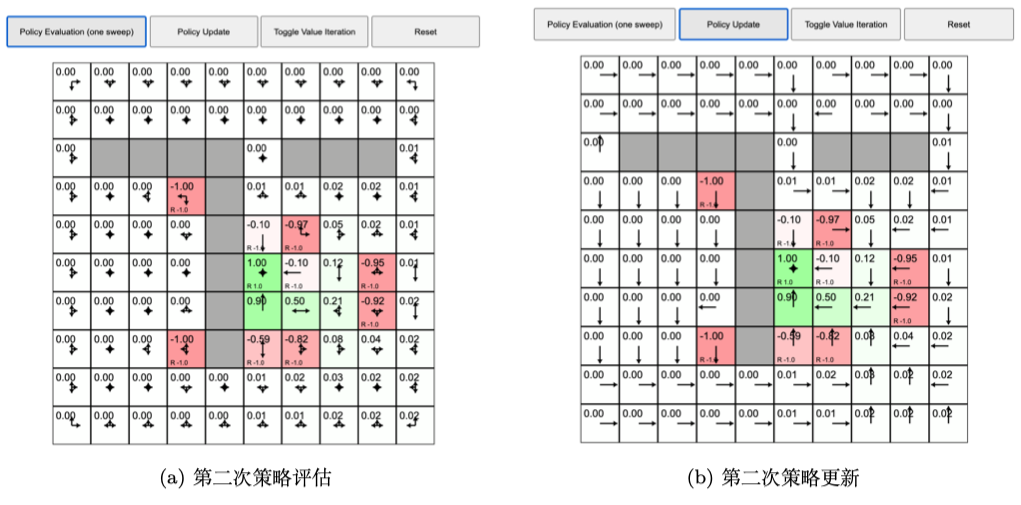 Policy Evaluation (one sweep) Policy Update Toggle Value Iteration Reset
0.00 0.00 0.00 0.00 0.00 0.00 0.00 0.00 0.00 0.00
0.00 0.00 0.00 0.00 0.00 0.00 0.00 0.00 0.00 0.00
0.00 0.00 0.01
0.00 0.00 0.00 -1.00 0.01 0.01 0.02 0.02 0.01
R -1.0
0.00 0.00 0.00 0.00 -0.10 -0.97 0.05 0.02 0.01
R -1.0 R -1.0
0.00 0.00 0.00 0.00 1.00 -0.10 0.12 -0.95 0.01
R 1.0 R -1.0 R -1.0
0.00 0.00 0.00 0.00 0.90 0.50 0.21 -0.92 0.02
R -1.0
0.00 0.00 0.00 -1.00 -0.59 -0.82 0.08 0.04 0.02
R -1.0 R -1.0 R -1.0
0.00 0.00 0.00 0.00 0.00 0.01 0.02 0.03 0.02 0.02
0.00 0.00 0.00 0.00 0.00 0.01 0.01 0.02 0.02 0.02
(a) 第二次策略评估
Policy Evaluation (one sweep) Policy Update Toggle Value Iteration Reset
0.00 0.00 0.00 0.00 0.00 0.00 0.00 0.00 0.00 0.00
0.00 0.00 0.00 0.00 0.00 0.00 0.00 0.00 0.00 0.00
0.00 0.00 0.01
0.00 0.00 0.00 -1.00 0.01 0.01 0.02 0.02 0.01
R -1.0
0.00 0.00 0.00 0.00 -0.10 -0.97 0.05 0.02 0.01
R -1.0 R -1.0
0.00 0.00 0.00 0.00 1.00 -0.10 0.12 -0.95 0.01
R 1.0 R -1.0 R -1.0
0.00 0.00 0.00 0.00 0.90 0.50 0.21 -0.92 0.02
R -1.0
0.00 0.00 0.00 -1.00 -0.59 -0.82 0.08 0.04 0.02
R -1.0 R -1.0 R -1.0
0.00 0.00 0.00 0.00 0.00 0.01 0.02 0.03 0.02 0.02
0.00 0.00 0.00 0.00 0.00 0.01 0.01 0.02 0.02 0.02
(b) 第二次策略更新